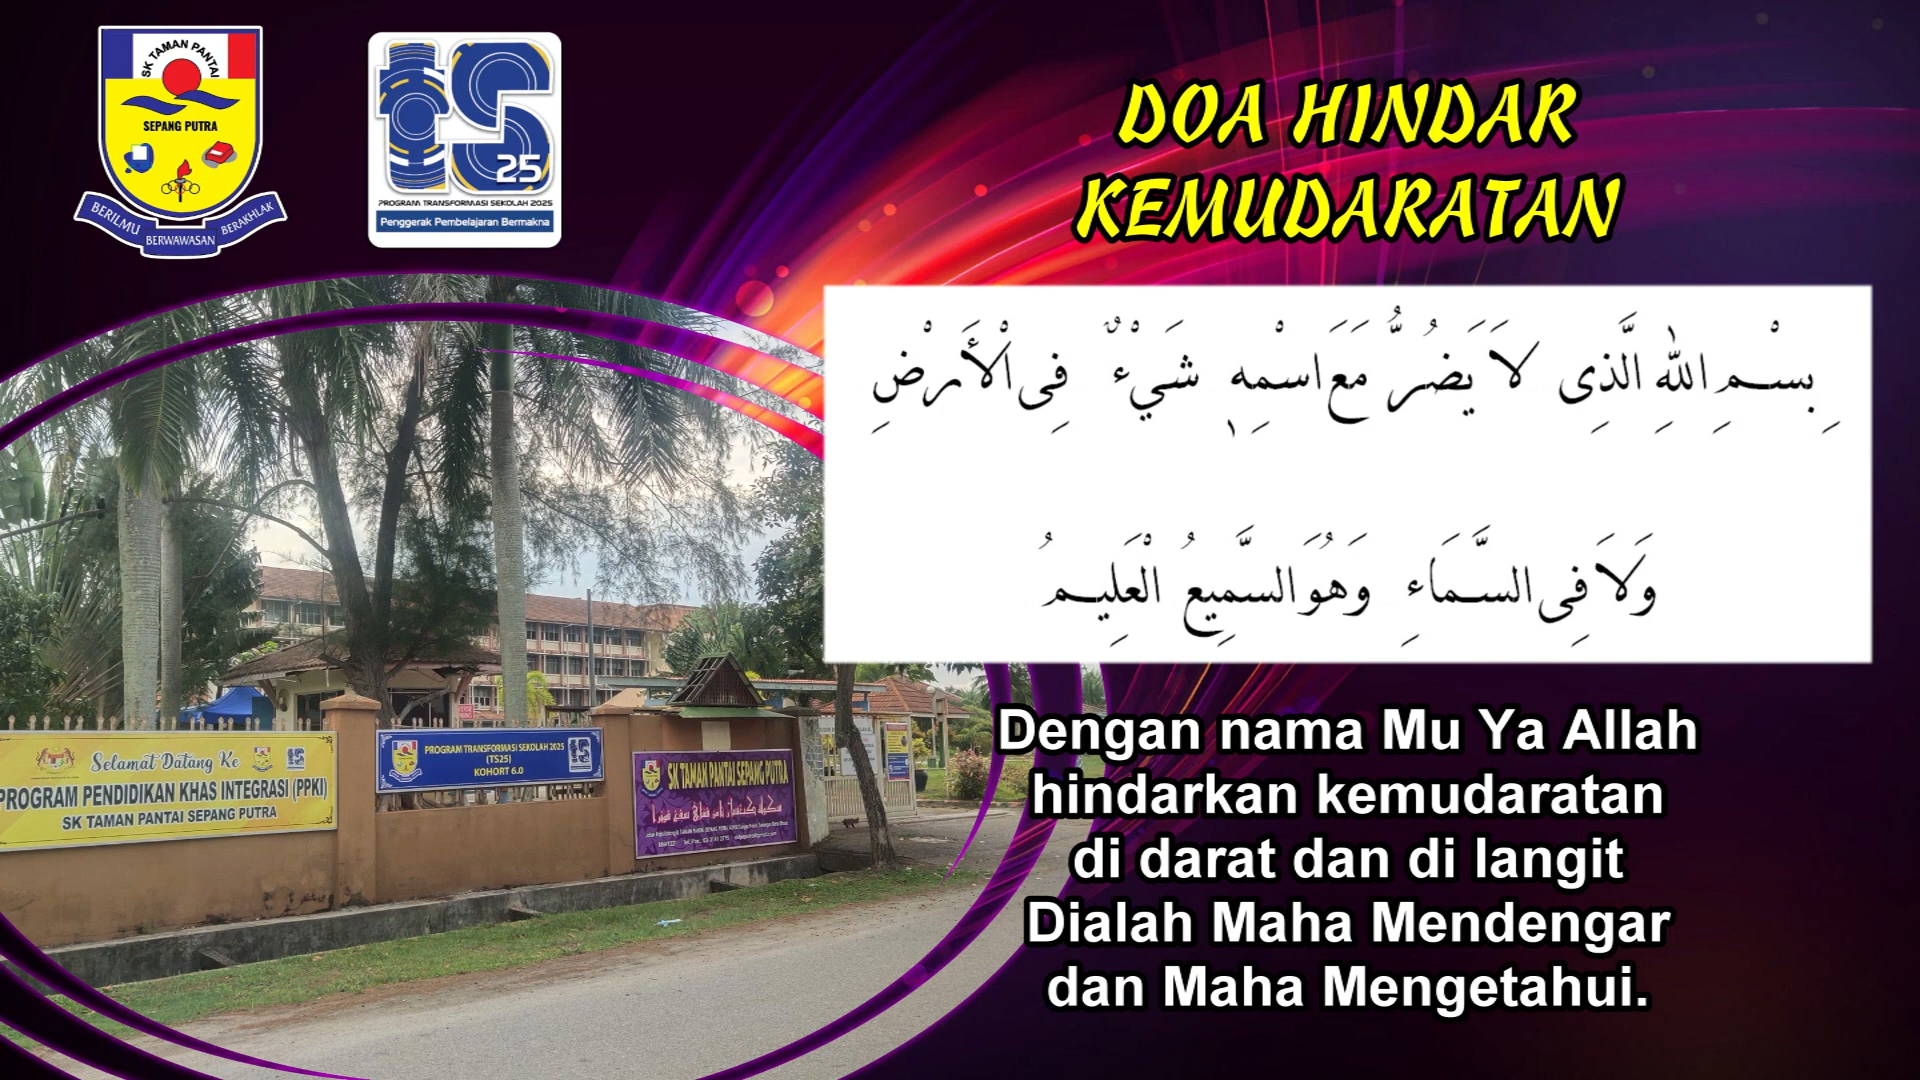 SK TAMAN PANTAI
SEPANG PUTRA
BERILMU BERWAWASAN BERAKHLAK
TS
25
PROGRAM TRANSFORMASI SEKOLAH 2025
Penggerak Pembelajaran Bermakna
DOA HINDAR
KEMUDARATAN
بِسْمِ اللّٰهِ الَّذِى لَا يَضُرُّ مَعَ اسْمِهٖ شَيْءٌ فِى الْأَرْضِ
وَلَا فِى السَّمَاءِ وَهُوَ السَّمِيعُ الْعَلِيمُ
Dengan nama Mu Ya Allah
hindarkan kemudaratan
di darat dan di langit
Dialah Maha Mendengar
dan Maha Mengetahui.
Selamat Datang Ke
PROGRAM PENDIDIKAN KHAS INTEGRASI (PPKI)
SK TAMAN PANTAI SEPANG PUTRA
PROGRAM TRANSFORMASI SEKOLAH 2025
(TS25)
KOHORT 6.0
SK TAMAN PANTAI SEPANG PUTRA